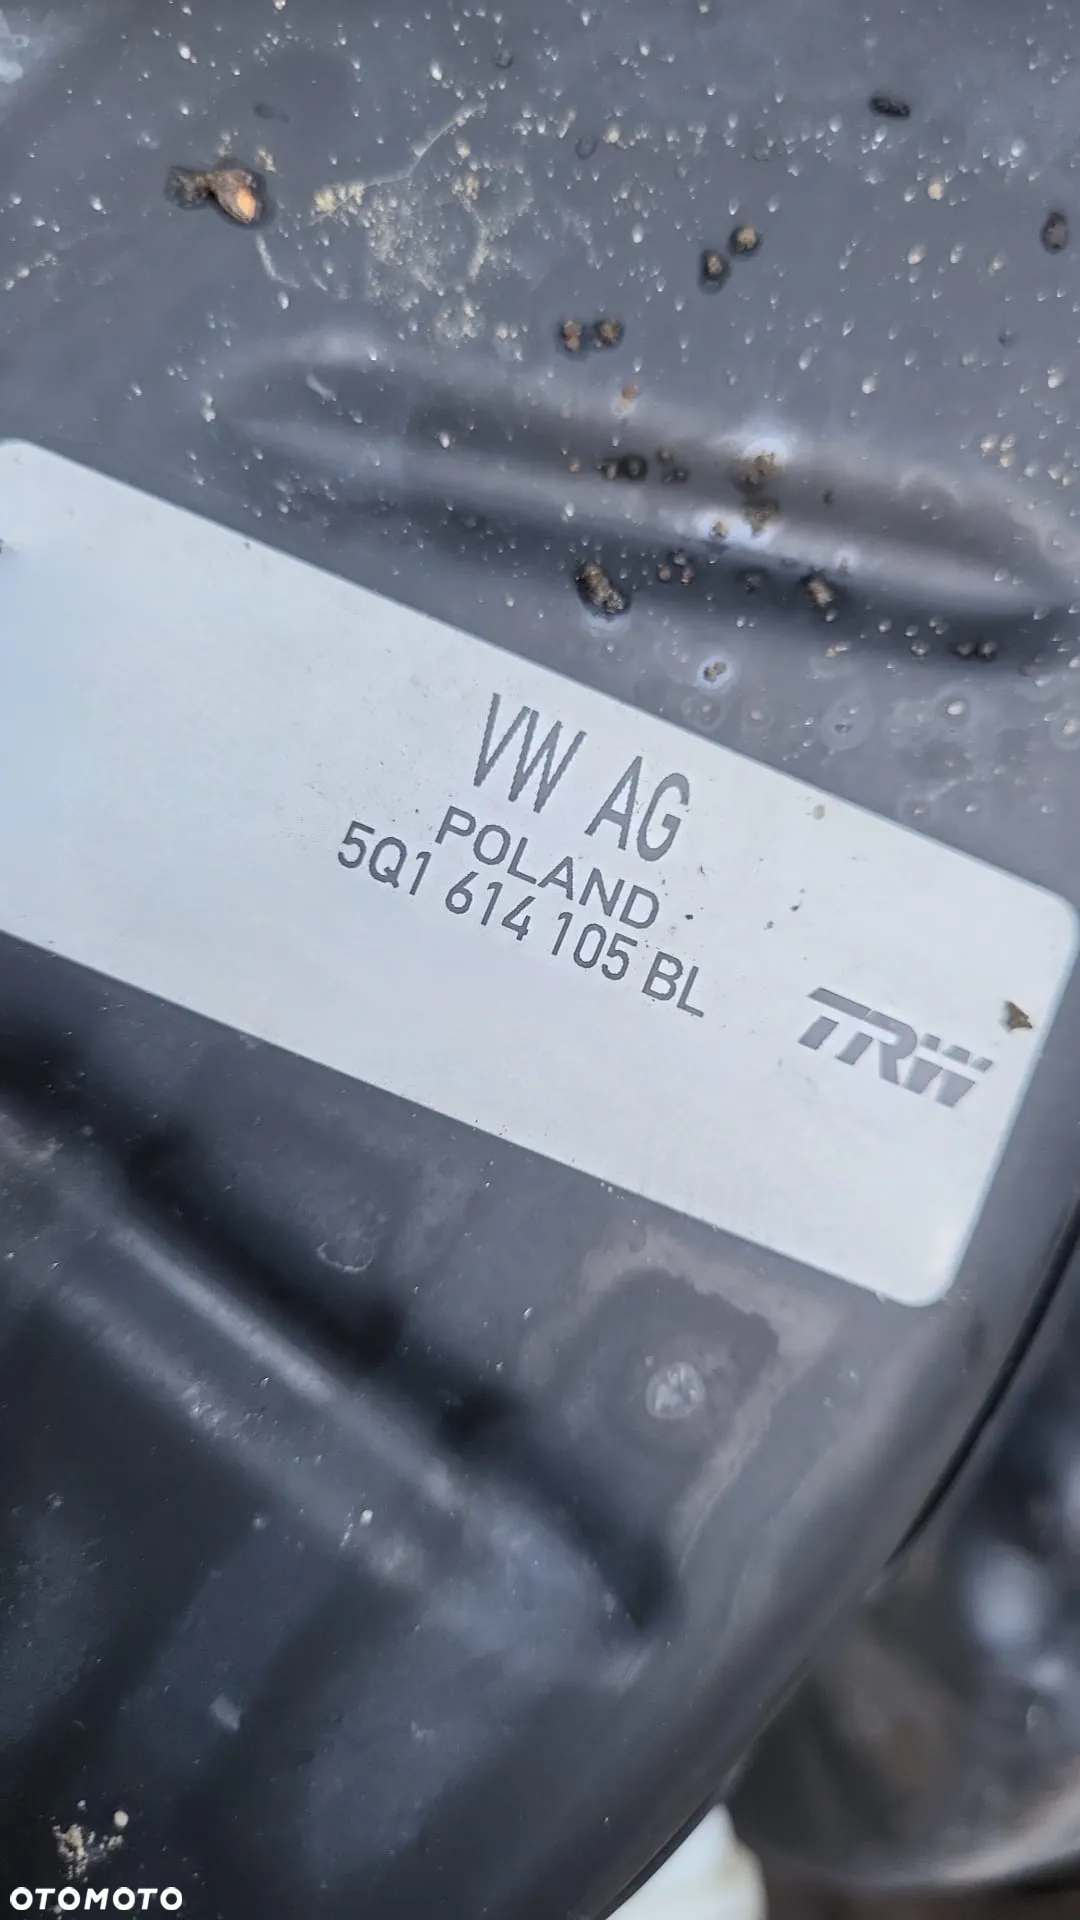 VW AG
POLAND
5Q1 614 105 BL
TRW
OTOMOTO